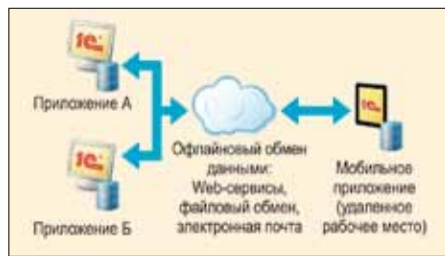 1С
Приложение А
1С
Приложение Б
Офлайновый обмен
данными:
Web-сервисы,
файловый обмен,
электронная почта
1С
Мобильное
приложение
(удаленное
рабочее место)